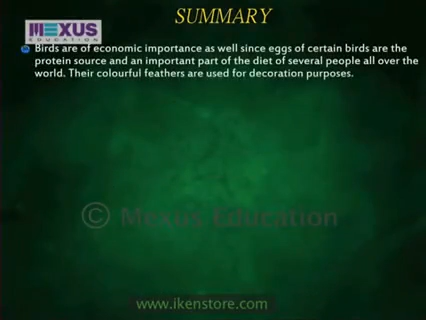 SUMMARY
MEXUS
EDUCATION
Birds are of economic importance as well since eggs of certain birds are the
protein source and an important part of the diet of several people all over the
world. Their colourful feathers are used for decoration purposes.
© Mexus Education
www.ikenstore.com